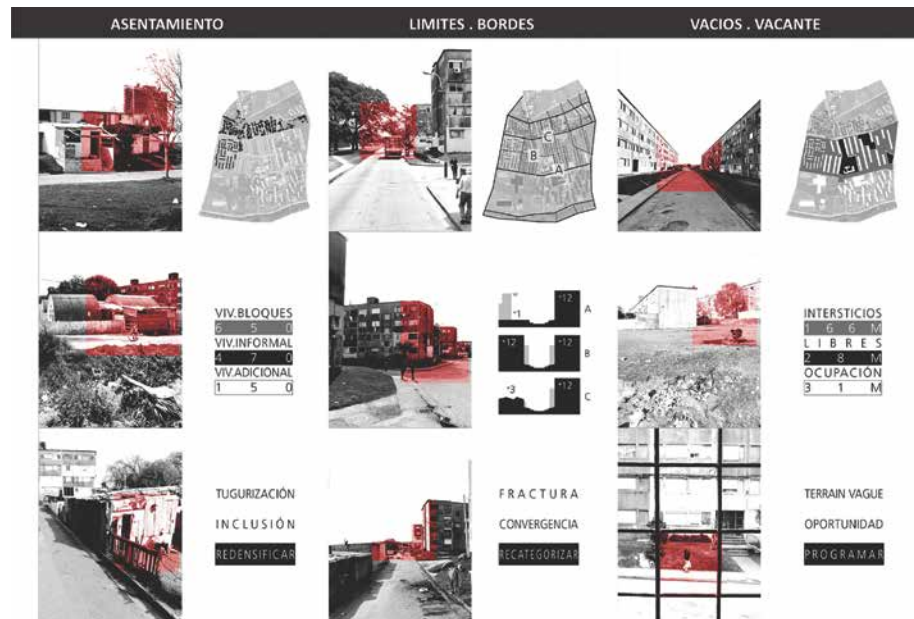 ASENTAMIENTO
LIMITES . BORDES
VACIOS . VACANTE
VIV.BLOQUES
6 5 0
VIV.INFORMAL
4 7 0
VIV.ADICIONAL
1 5 0
TUGURIZACIÓN
INCLUSIÓN
REDENSIFICAR
C
B
A
+12
+1
A
+12
+12
B
+3
+12
C
FRACTURA
CONVERGENCIA
RECATEGORIZAR
INTERSTICIOS
1 6 6 M
LIBRES
2 8 M
OCUPACIÓN
3 1 M
TERRAIN VAGUE
OPORTUNIDAD
PROGRAMAR